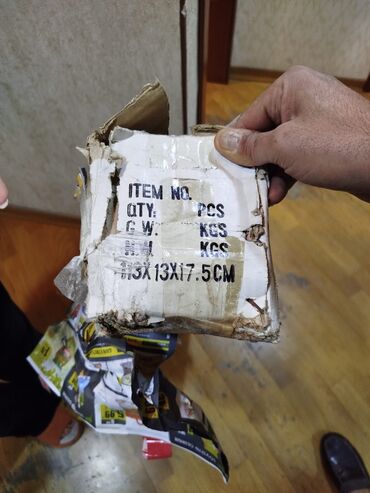 ITEM NO.
QTY. PCS
G.W: KGS
N.W. KGS
13X13X17.5CM